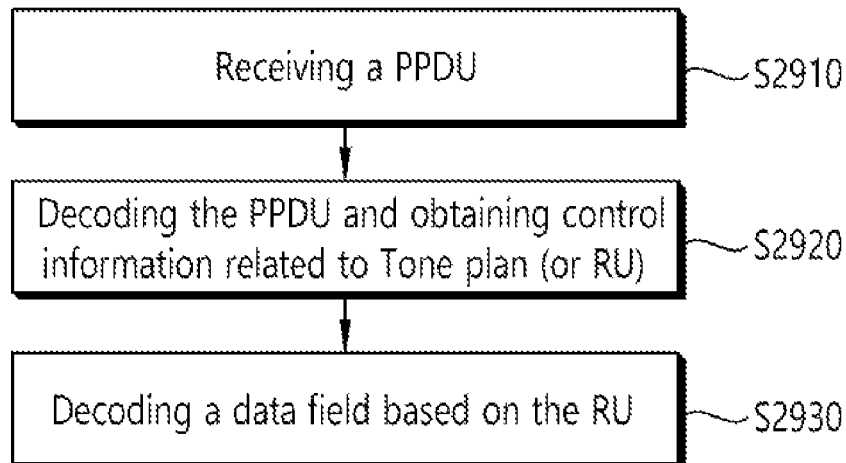 Receiving a PPDU
S2910
Decoding the PPDU and obtaining control
information related to Tone plan (or RU)
S2920
Decoding a data field based on the RU
S2930